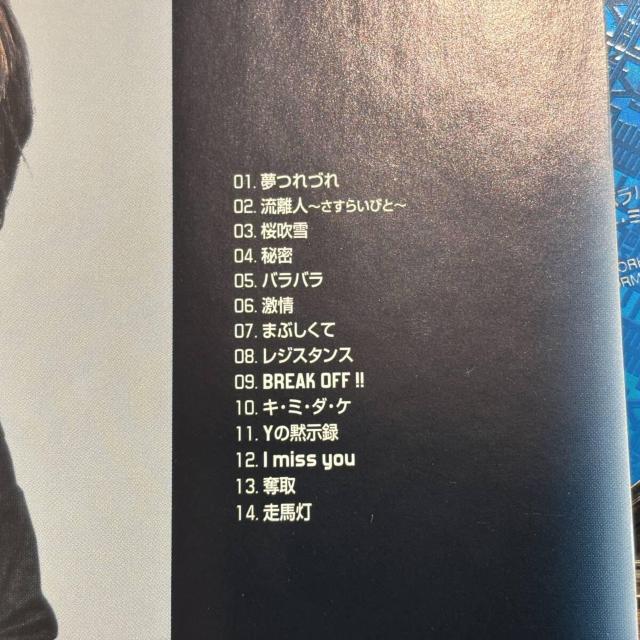 01. 夢つれづれ
02. 流離人～さすらいびと～
03. 桜吹雪
04. 秘密
05. バラバラ
06. 激情
07. まぶしくて
08. レジスタンス
09. BREAK OFF !!
10. キ・ミ・ダ・ケ
11. Yの黙示録
12. I miss you
13. 奪取
14. 走馬灯